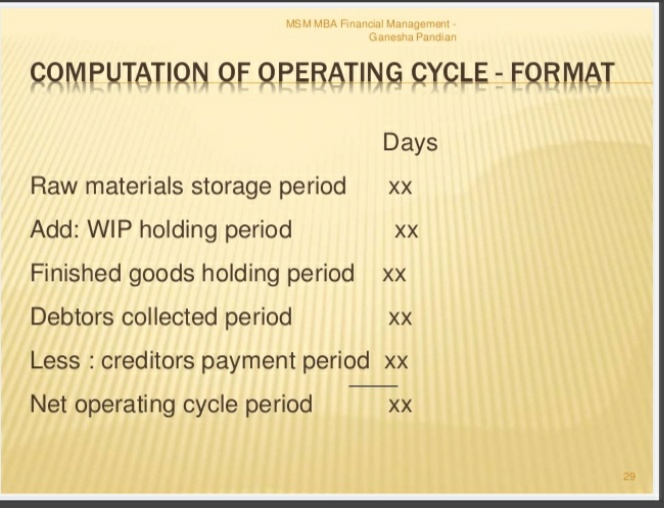 MSM MBA Financial Management -
Ganesha Pandian
COMPUTATION OF OPERATING CYCLE - FORMAT
Days
Raw materials storage period xx
Add: WIP holding period xx
Finished goods holding period xx
Debtors collected period xx
Less : creditors payment period xx
Net operating cycle period xx
29